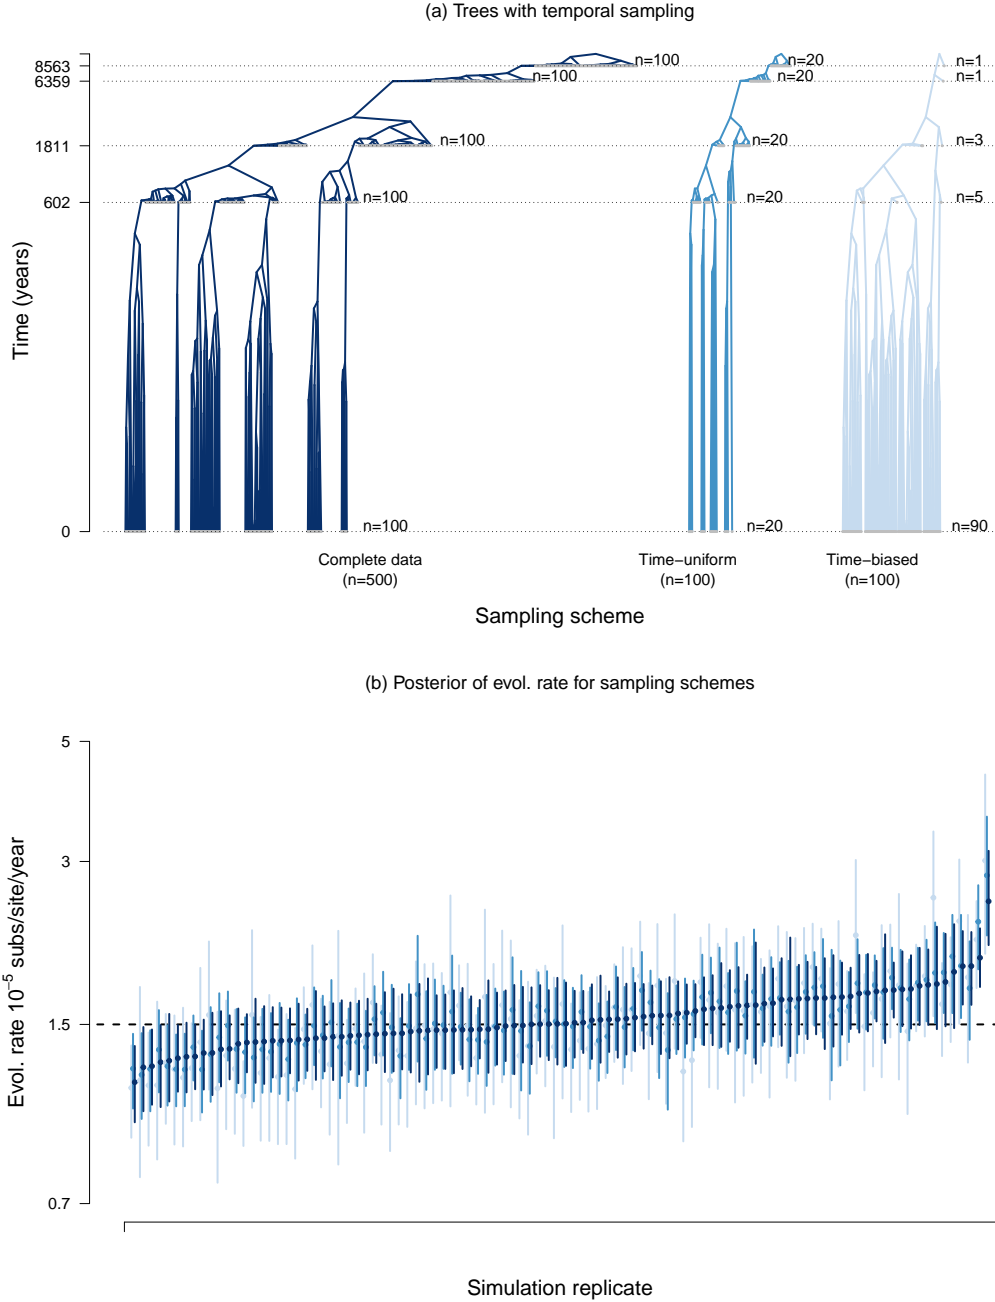 (a) Trees with temporal sampling
8563
n=100
n=20
n=1
6359
n=100
n=20
n=1
1811
n=100
n=20
n=3
602
n=100
n=20
n=5
Time (years)
0
n=100
n=20
n=90
Complete data
(n=500)
Time−uniform
(n=100)
Time−biased
(n=100)
Sampling scheme
(b) Posterior of evol. rate for sampling schemes
5
3
1.5
0.7
Evol. rate 10⁻⁵ subs/site/year
Simulation replicate